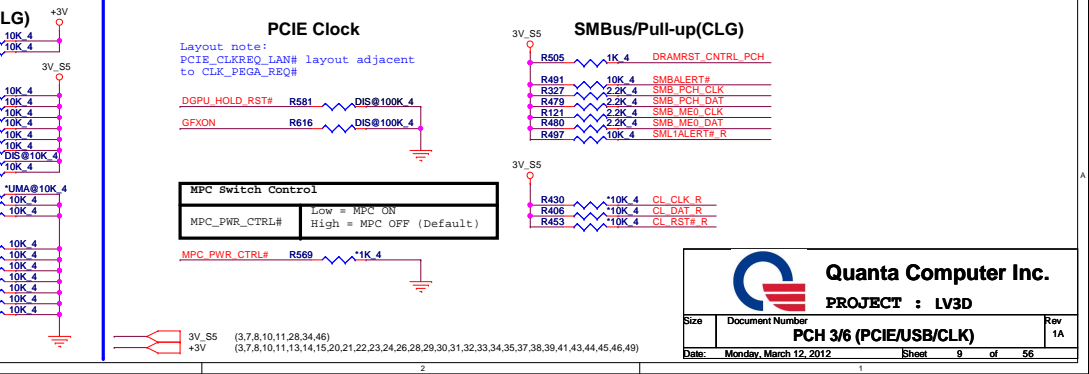 LG)
+3V
10K_4
10K_4
3V_S5
10K_4
10K_4
10K_4
10K_4
10K_4
10K_4
DIS@10K_4
10K_4
*UMA@10K_4
10K_4
10K_4
10K_4
10K_4
10K_4
10K_4
10K_4
10K_4
10K_4
PCIE Clock
Layout note:
PCIE_CLKREQ_LAN# layout adjacent
to CLK_PEGA_REQ#
DGPU_HOLD_RST# R581 DIS@100K_4
GFXON R616 DIS@100K_4
MPC Switch Control
MPC_PWR_CTRL#
Low = MPC ON
High = MPC OFF (Default)
MPC_PWR_CTRL# R569 *1K_4
SMBus/Pull-up(CLG)
3V_S5
R505 1K_4 DRAMRST_CNTRL_PCH
R491 10K_4 SMBALERT#
R327 2.2K_4 SMB_PCH_CLK
R479 2.2K_4 SMB_PCH_DAT
R121 2.2K_4 SMB_ME0_CLK
R480 2.2K_4 SMB_ME0_DAT
R497 10K_4 SML1ALERT#_R
3V_S5
R430 *10K_4 CL_CLK_R
R406 *10K_4 CL_DAT_R
R453 *10K_4 CL_RST#_R
A
3V_S5 (3,7,8,10,11,28,34,46)
+3V (3,7,8,10,11,13,14,15,20,21,22,23,24,26,28,29,30,31,32,33,34,35,37,38,39,41,43,44,45,46,49)
Quanta Computer Inc.
PROJECT : LV3D
Size Document Number Rev
PCH 3/6 (PCIE/USB/CLK) 1A
Date: Monday, March 12, 2012 Sheet 9 of 56
2 1